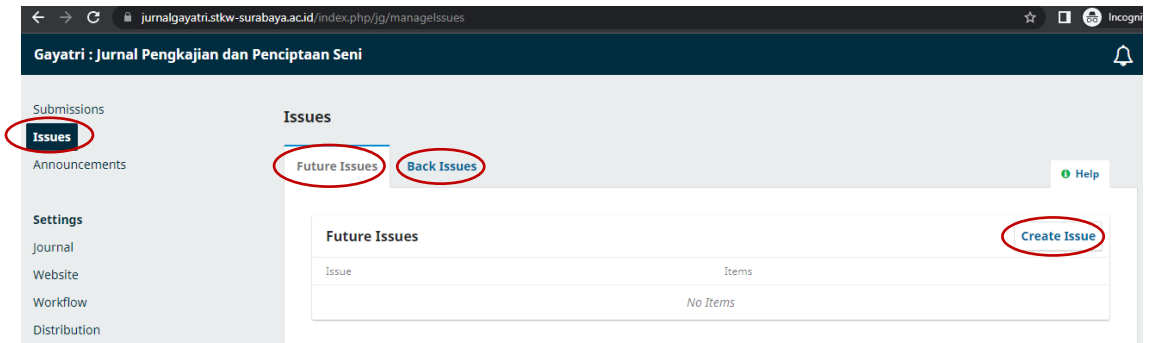 jurnalgayatri.stkw-surabaya.ac.id/index.php/jg/manageIssues
Incogni
Gayatri : Jurnal Pengkajian dan Penciptaan Seni
Submissions
Issues
Announcements
Settings
Journal
Website
Workflow
Distribution
Issues
Future Issues Back Issues
Help
Future Issues Create Issue
Issue Items
No Items